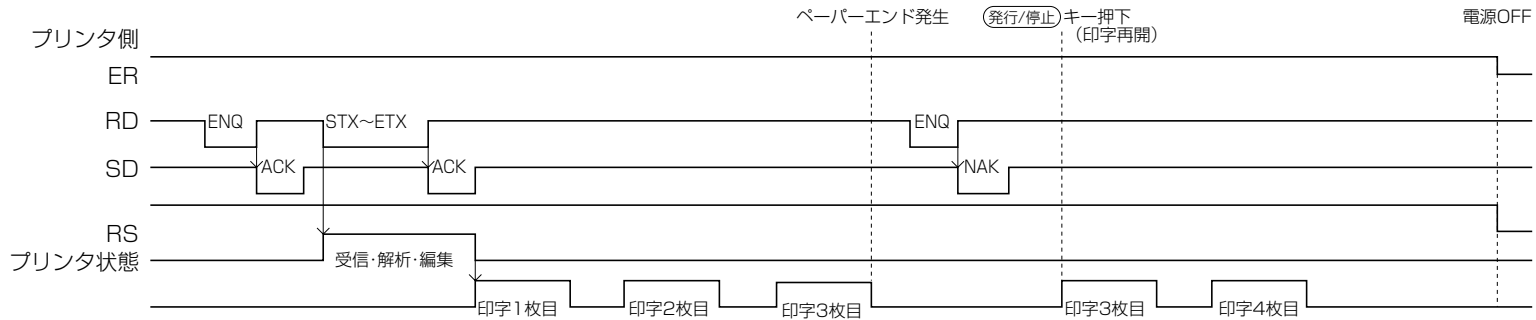 ペーパーエンド発生
発行/停止 キー押下
（印字再開）
電源OFF
プリンタ側
ER
RD
ENQ
STX～ETX
ENQ
SD
ACK
ACK
NAK
RS
プリンタ状態
受信・解析・編集
印字1枚目
印字2枚目
印字3枚目
印字3枚目
印字4枚目